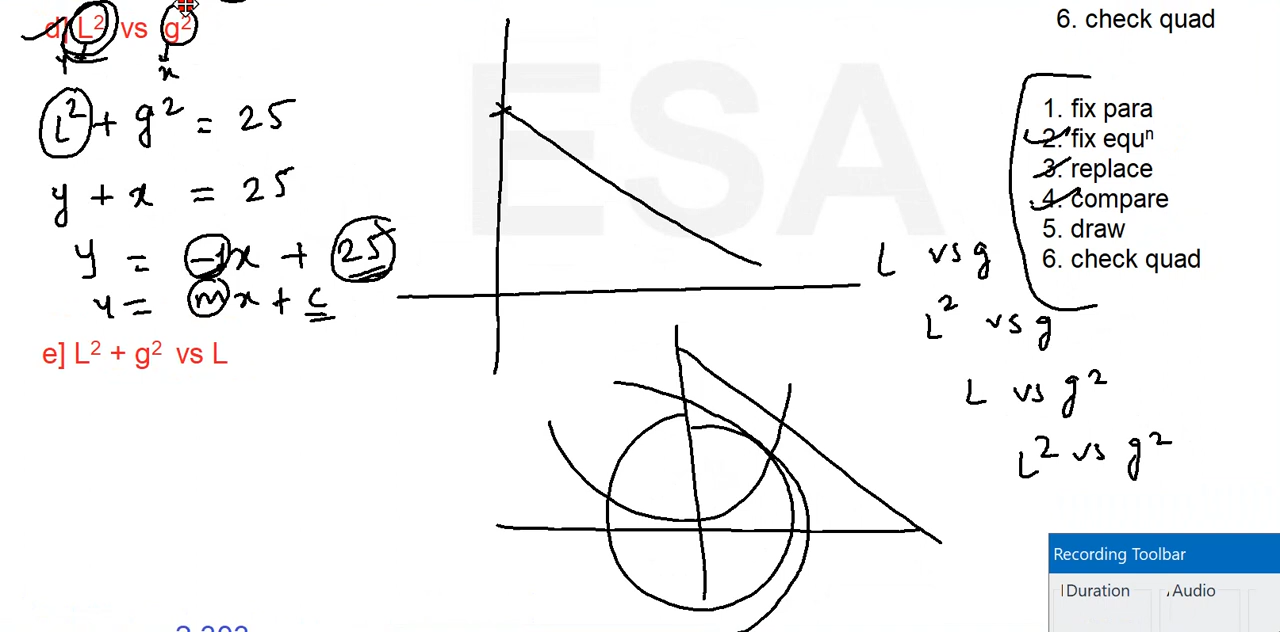 d] L² vs g²
y x
L² + g² = 25
y + x = 25
y = -1x + 25
y = mx + c
e] L² + g² vs L
ESA
6. check quad
1. fix para
2. fix equⁿ
3. replace
4. compare
5. draw
6. check quad
L vs g
L² vs g
L vs g²
L² vs g²
Recording Toolbar
Duration Audio